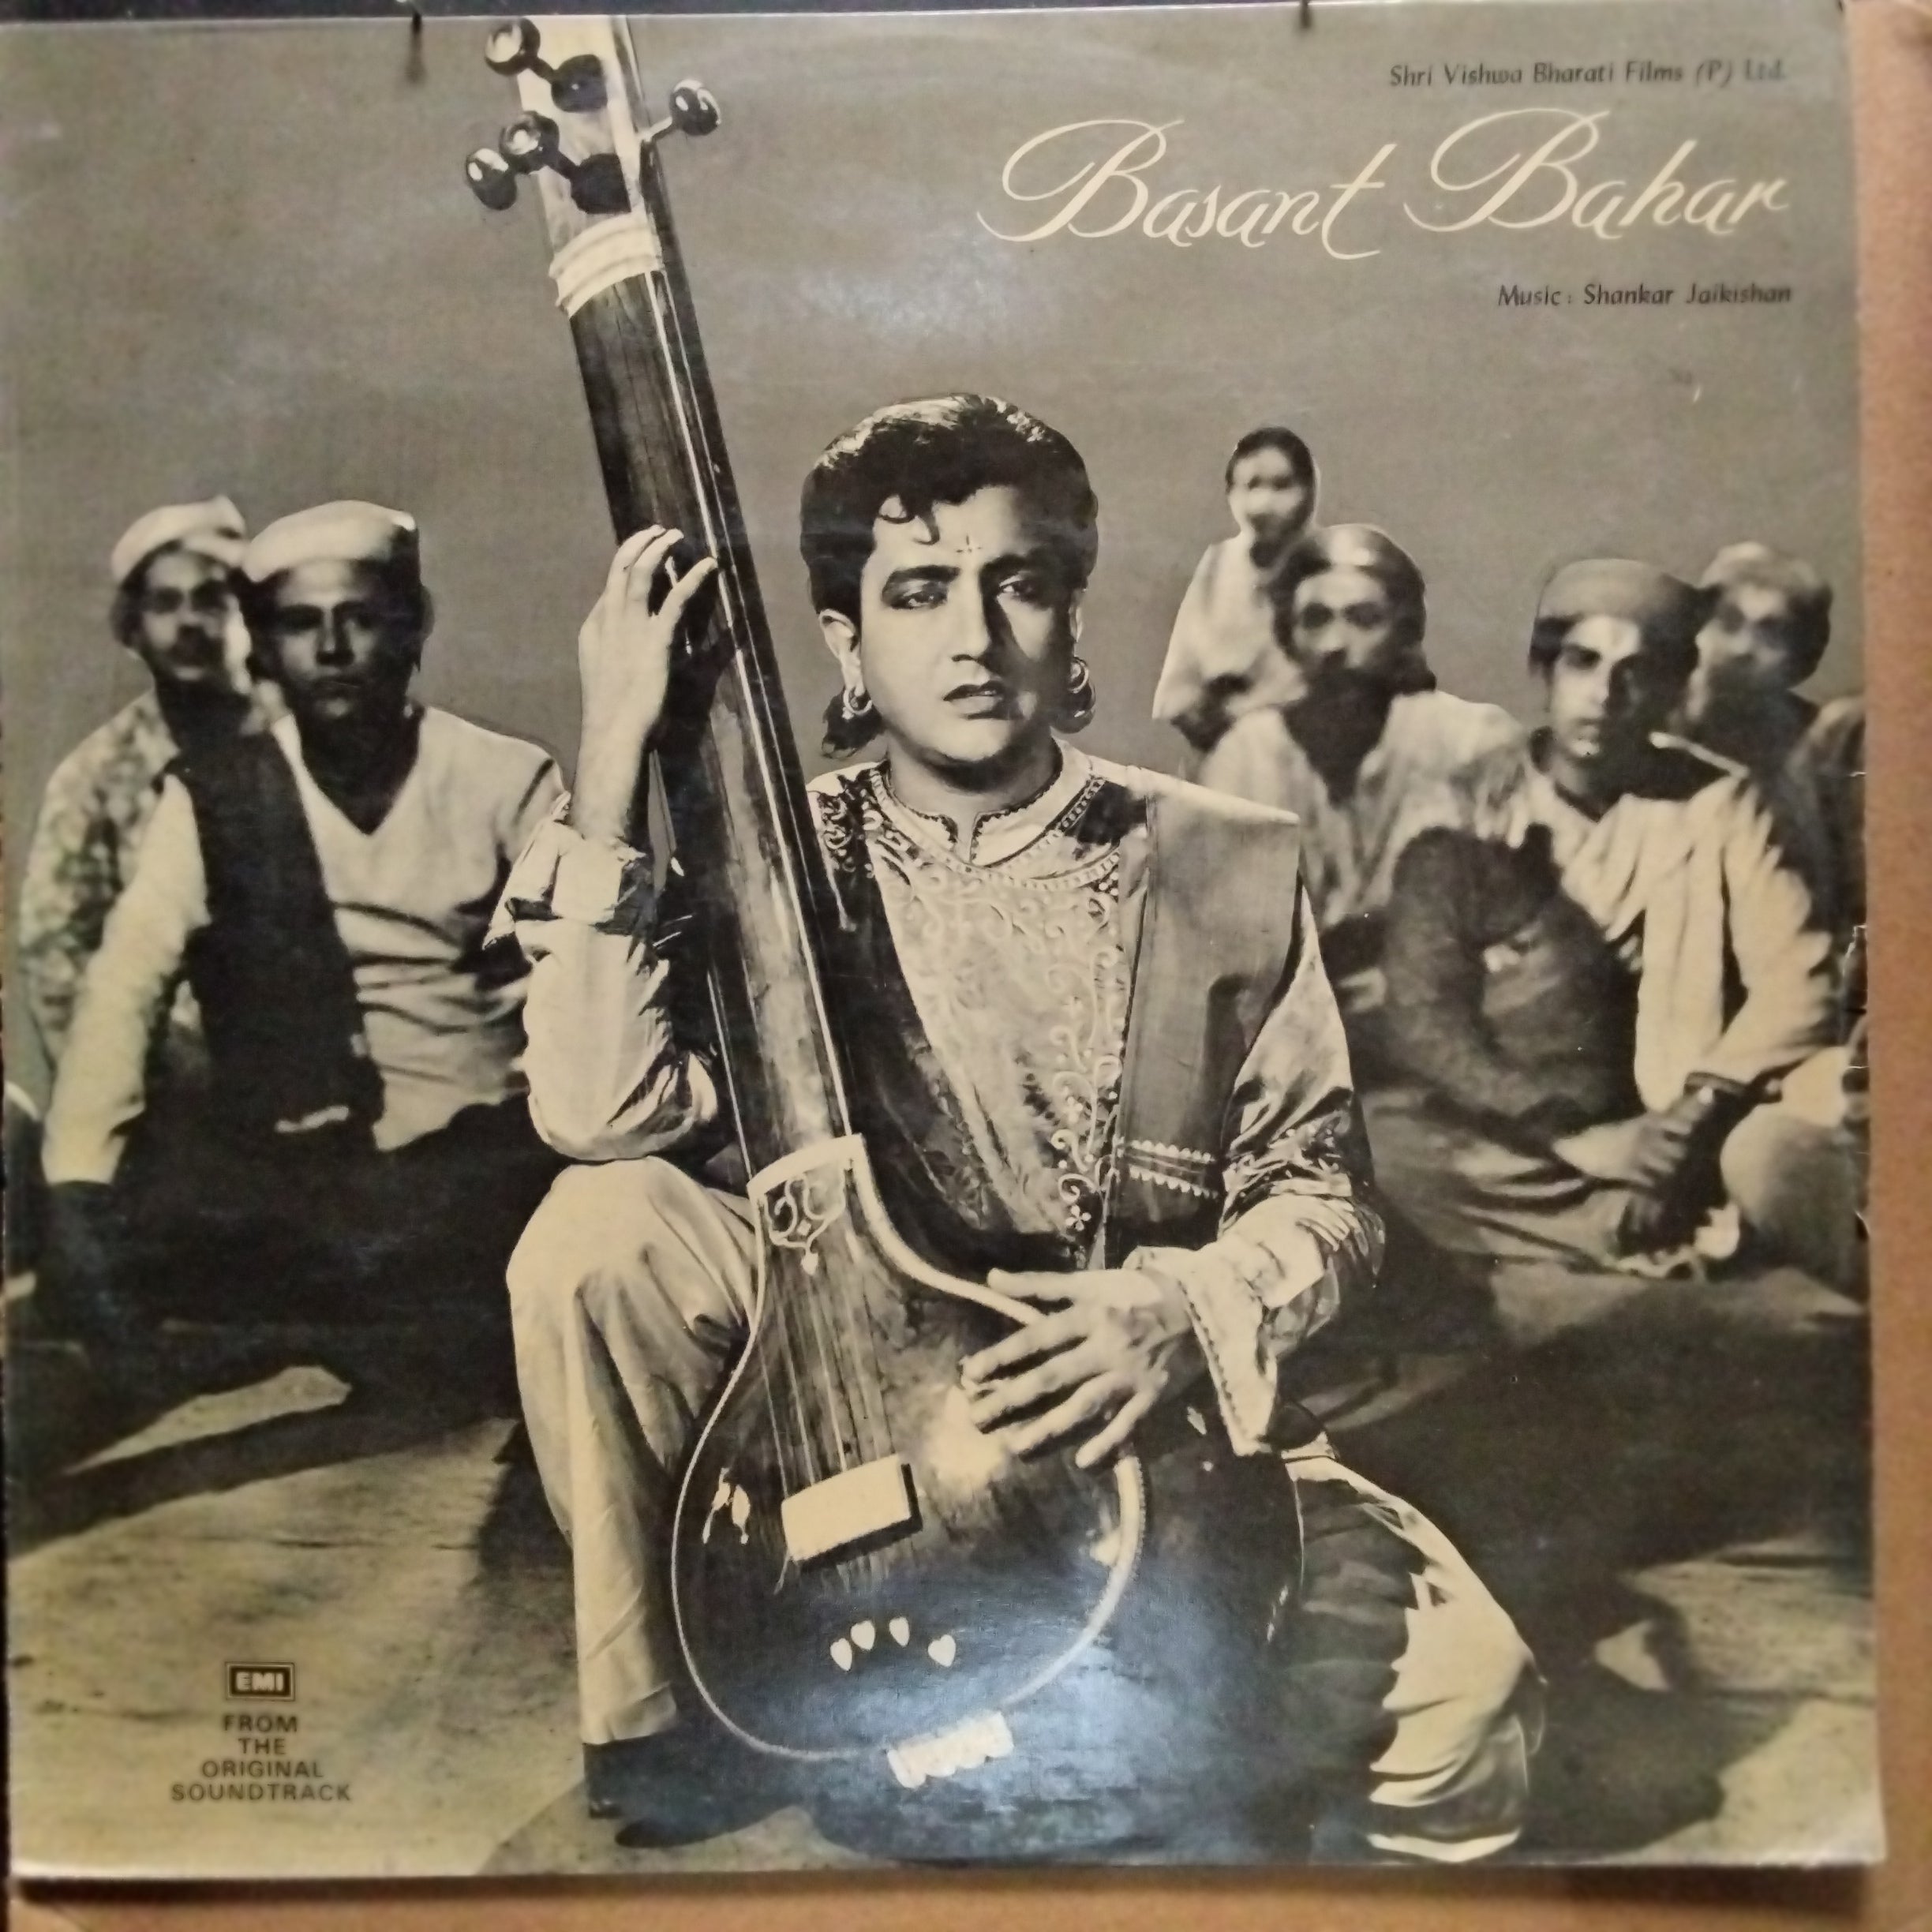 Shri Vishwa Bharati Films (P) Ltd.
Basant Bahar
Music : Shankar Jaikishan
EMI
FROM
THE
ORIGINAL
SOUNDTRACK